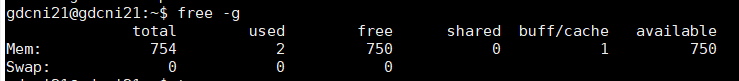 gdcni21@gdcni21:~$ free -g
              total        used        free      shared  buff/cache   available
Mem:            754           2         750           0           1         750
Swap:             0           0           0